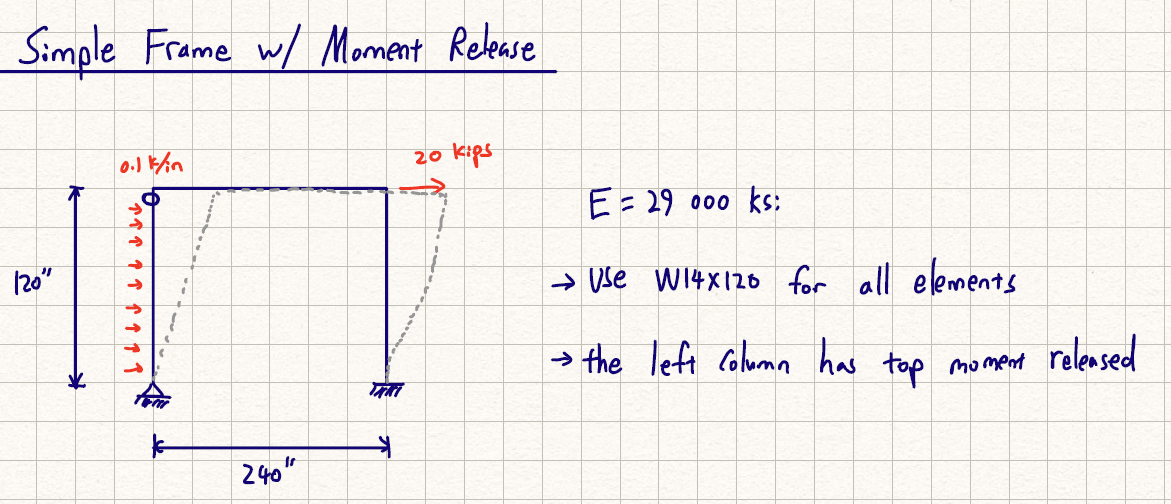 Simple Frame w/ Moment Release
0.1 k/in
20 kips
120"
240"
E = 29 000 ksi
→ Use W14x120 for all elements
→ the left column has top moment released